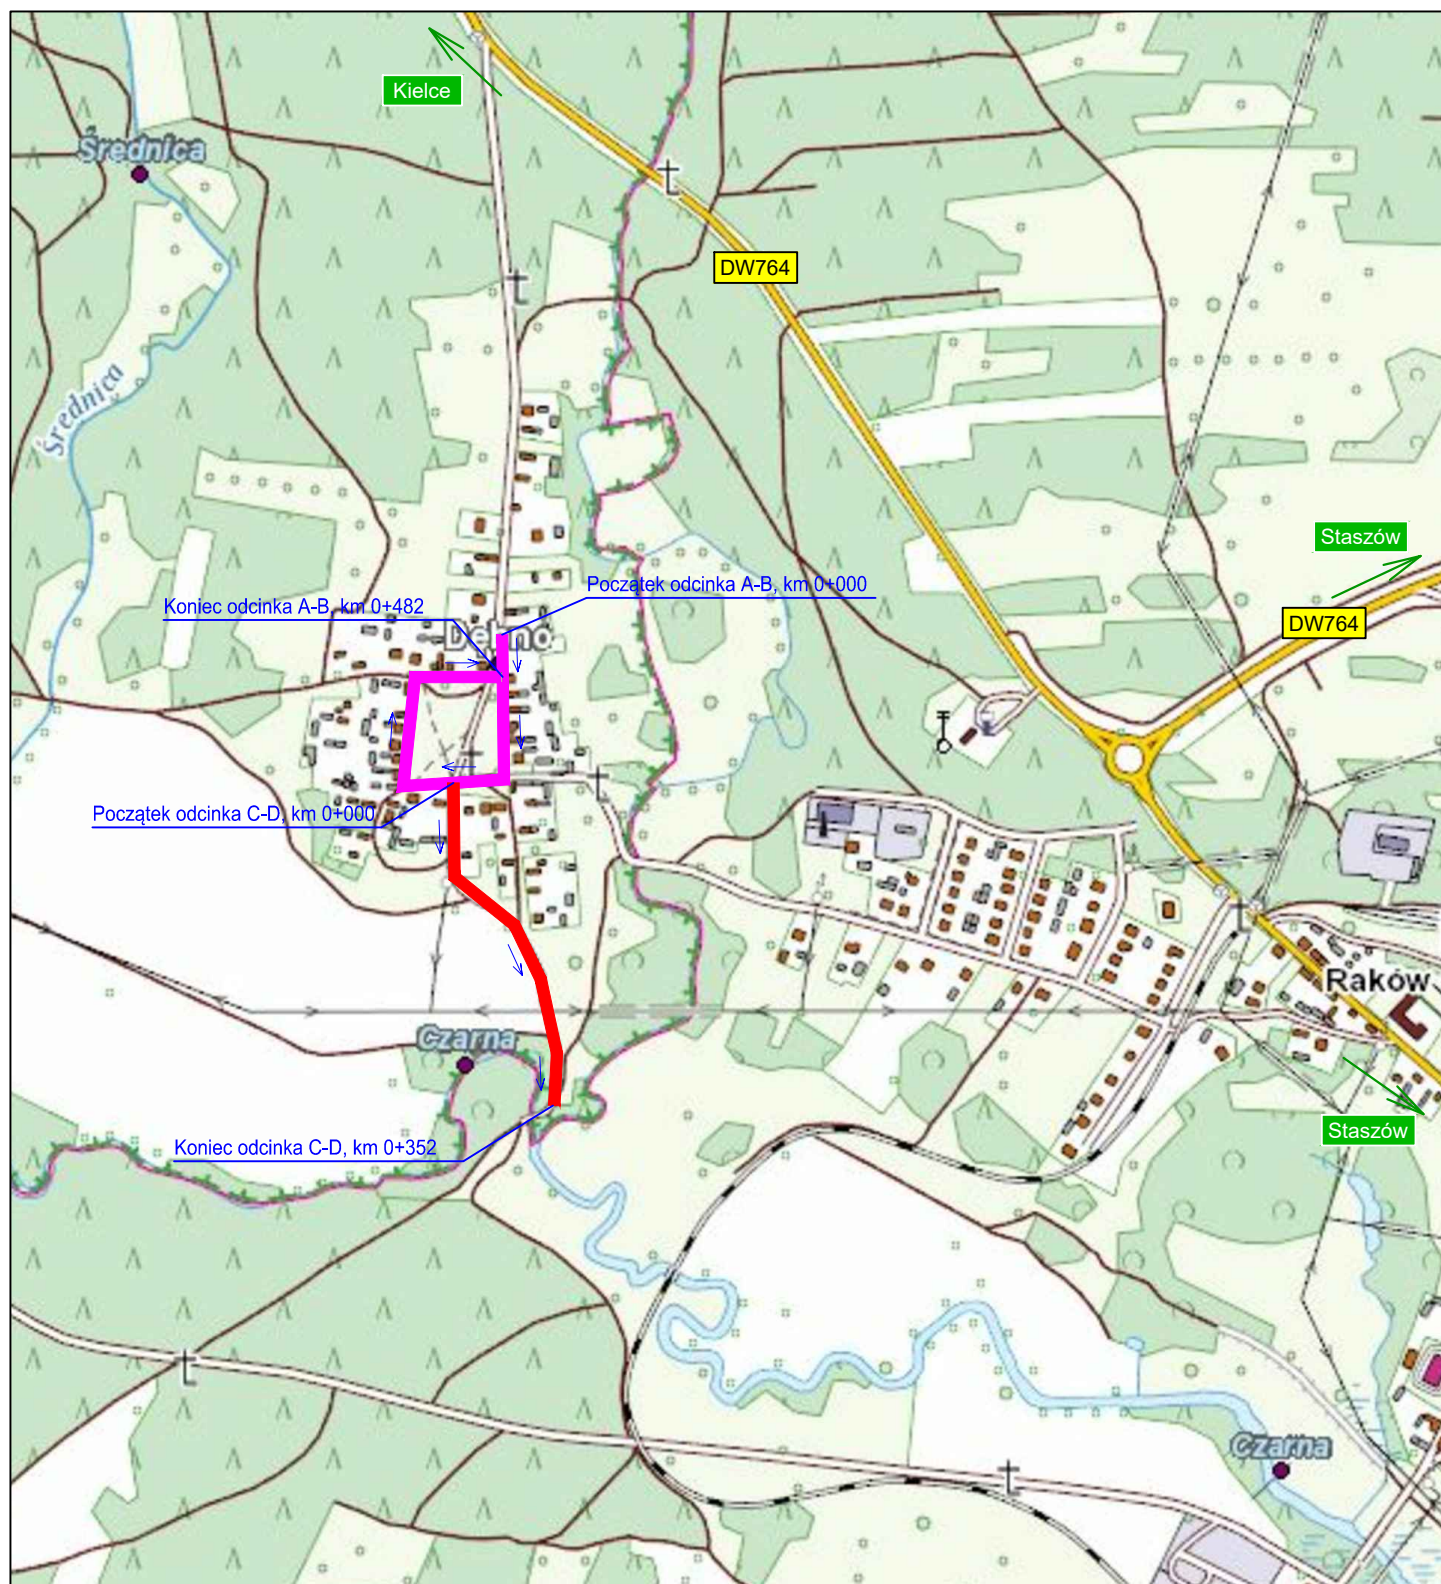 Kielce
Średnica
DW764
Średnica
Staszów
Początek odcinka A-B, km 0+000
Koniec odcinka A-B, km 0+482
DW764
Początek odcinka C-D, km 0+000
Raków
Czarna
Staszów
Koniec odcinka C-D, km 0+352
Czarna